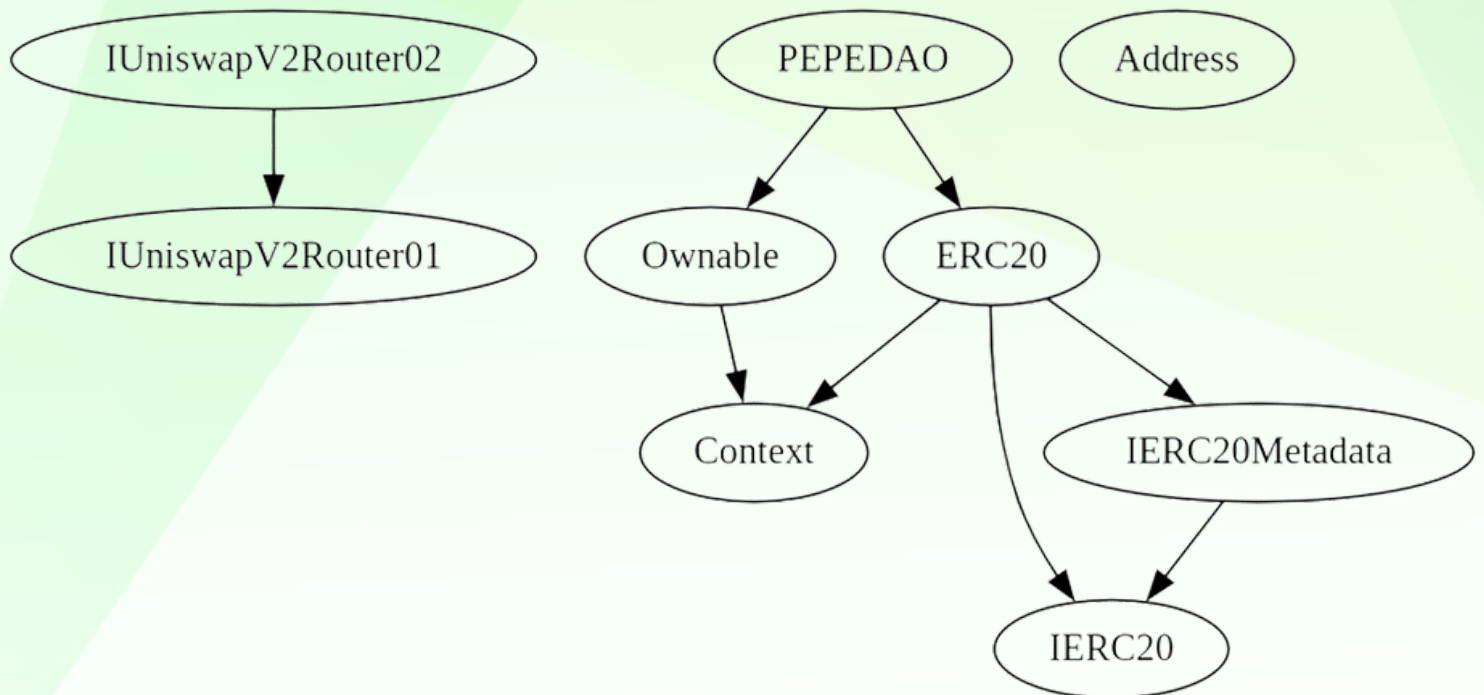 IUniswapV2Router02
PEPEDAO
Address
IUniswapV2Router01
Ownable
ERC20
Context
IERC20Metadata
IERC20